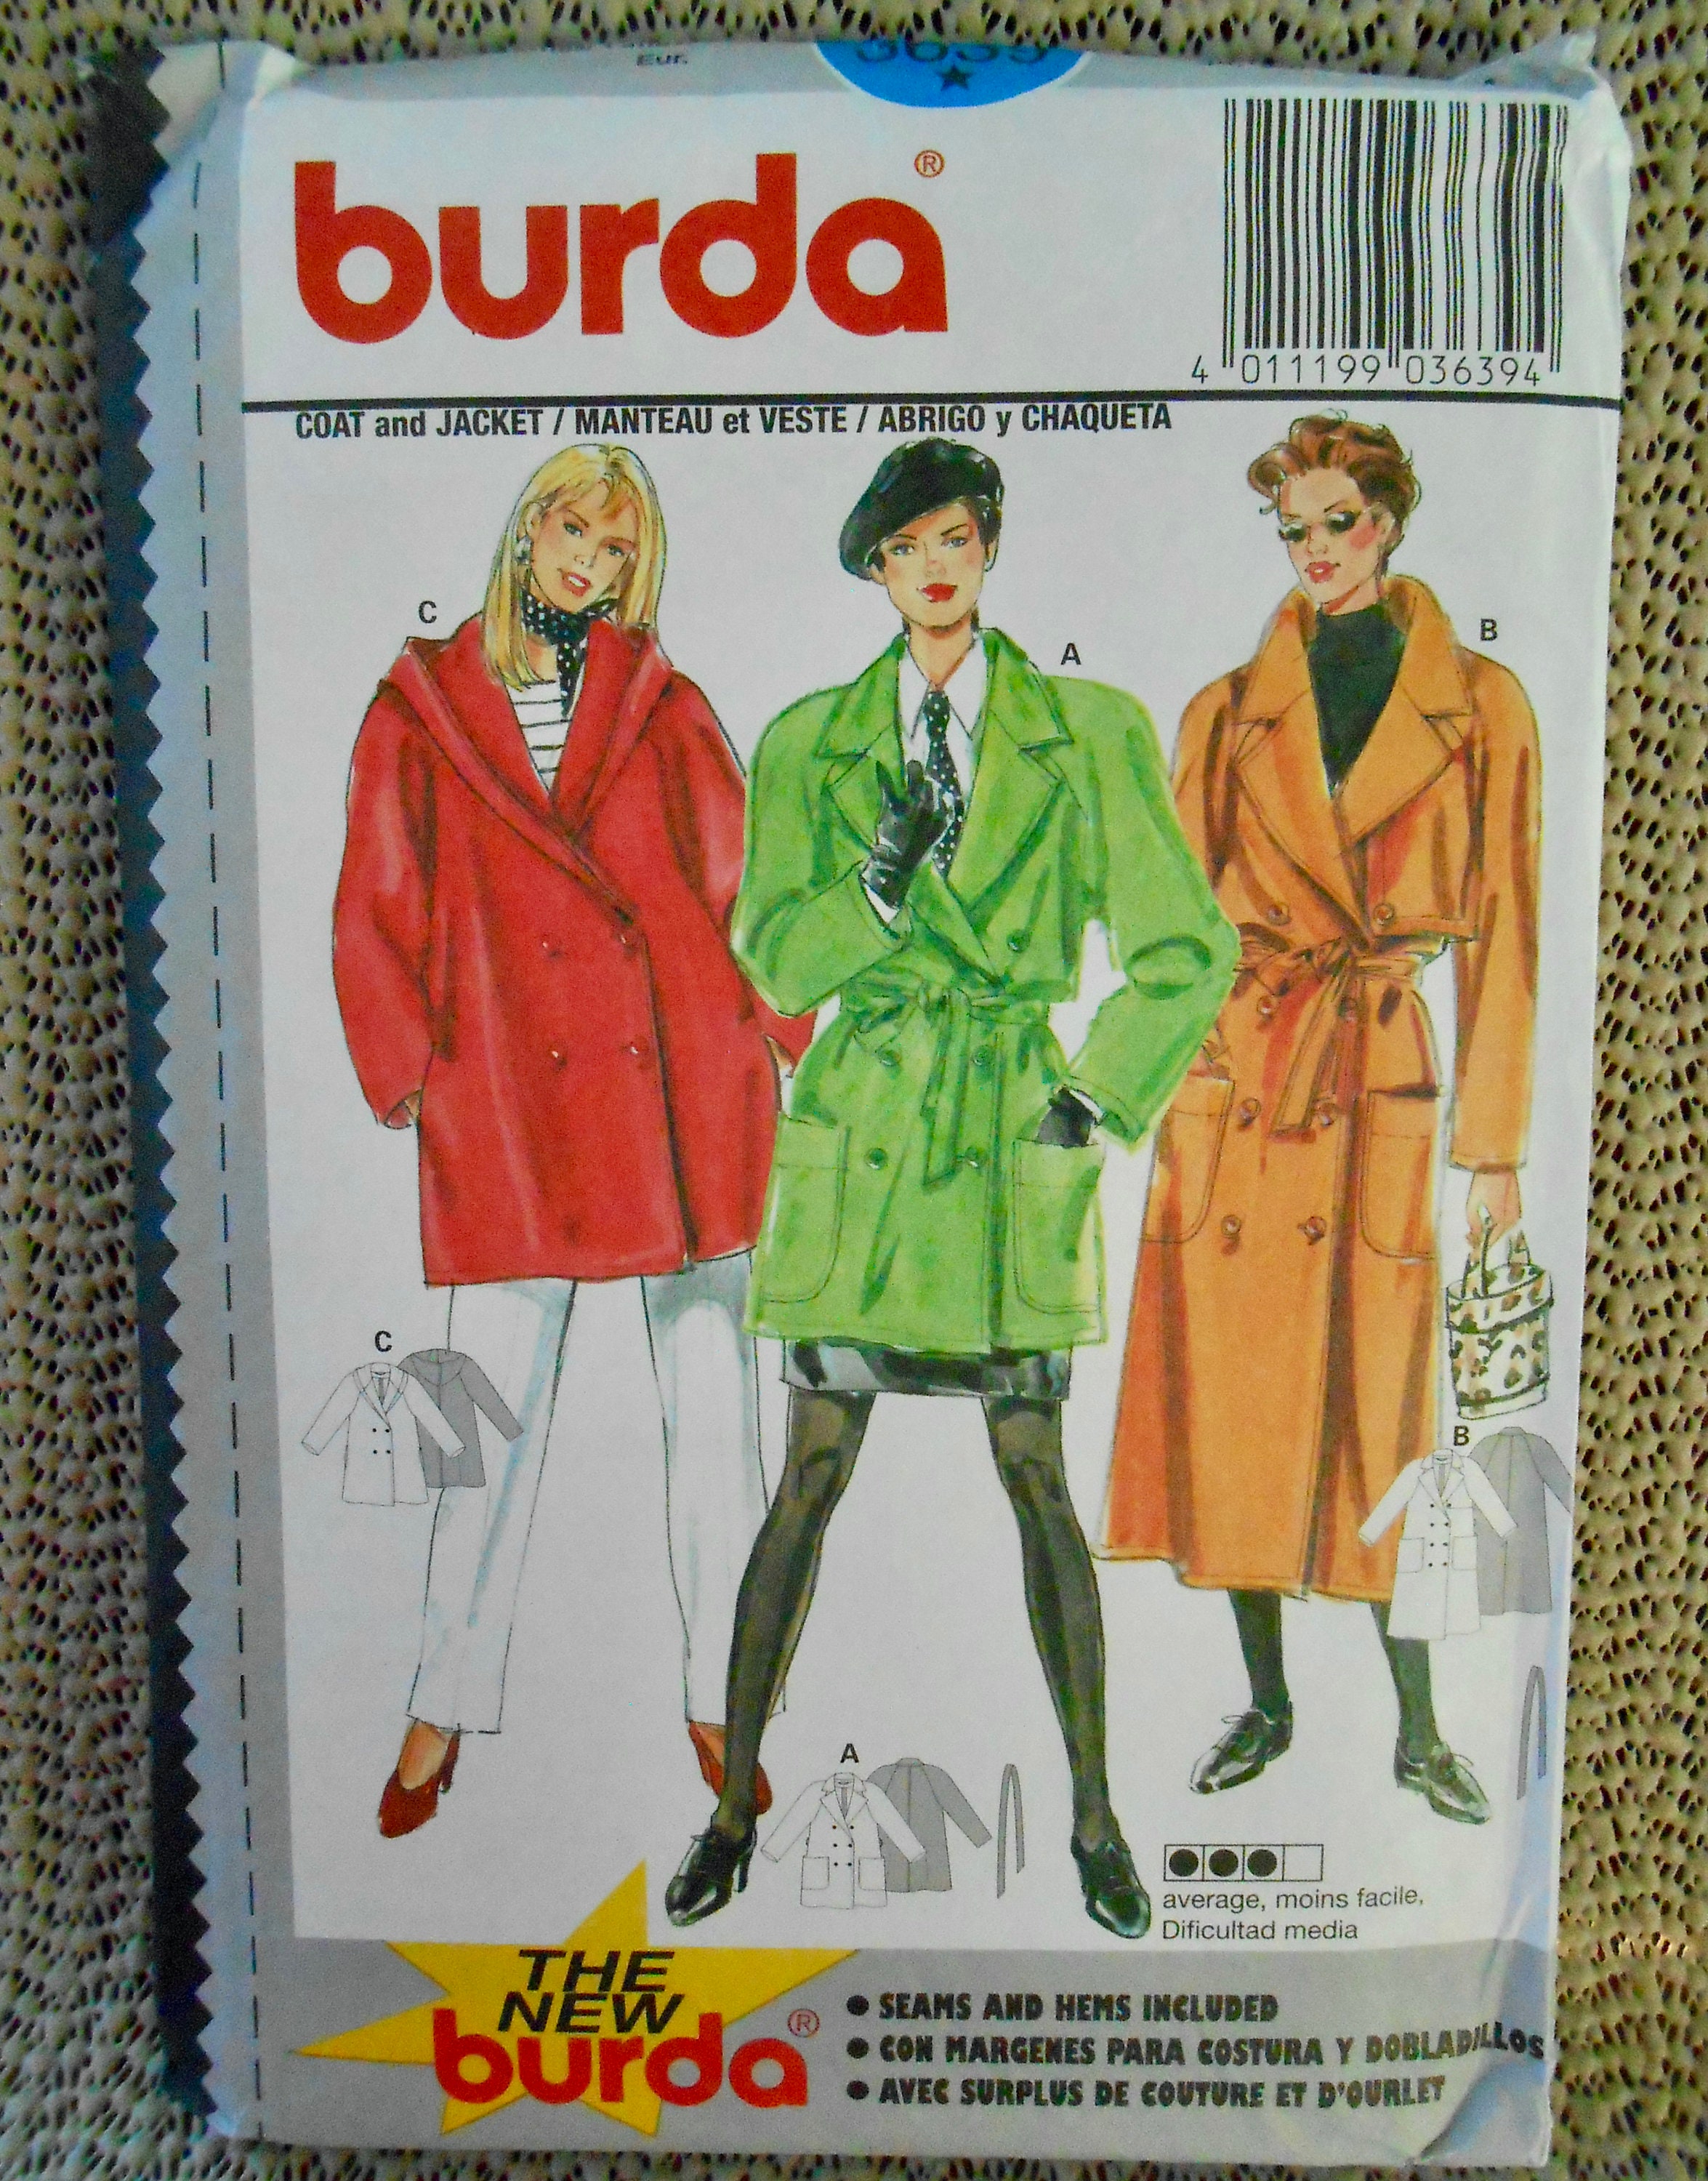 Eur.
3639
burda®
4 011199 036394
COAT and JACKET / MANTEAU et VESTE / ABRIGO y CHAQUETA
C
A
B
C
B
A
average, moins facile,
Dificultad media
THE
NEW
burda®
• SEAMS AND HEMS INCLUDED
• CON MARGENES PARA COSTURA Y DOBLADILLOS
• AVEC SURPLUS DE COUTURE ET D'OURLET